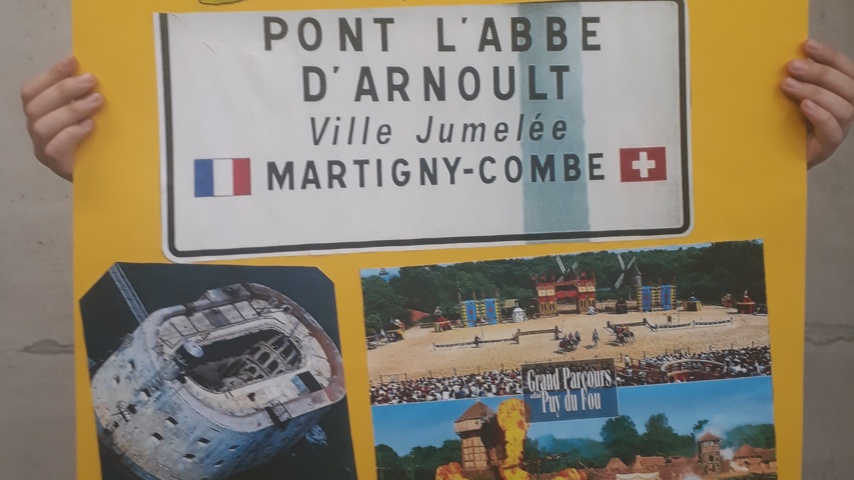 PONT L'ABBE
D'ARNOULT
Ville Jumelée
MARTIGNY-COMBE
Grand Parcours
Puy du Fou